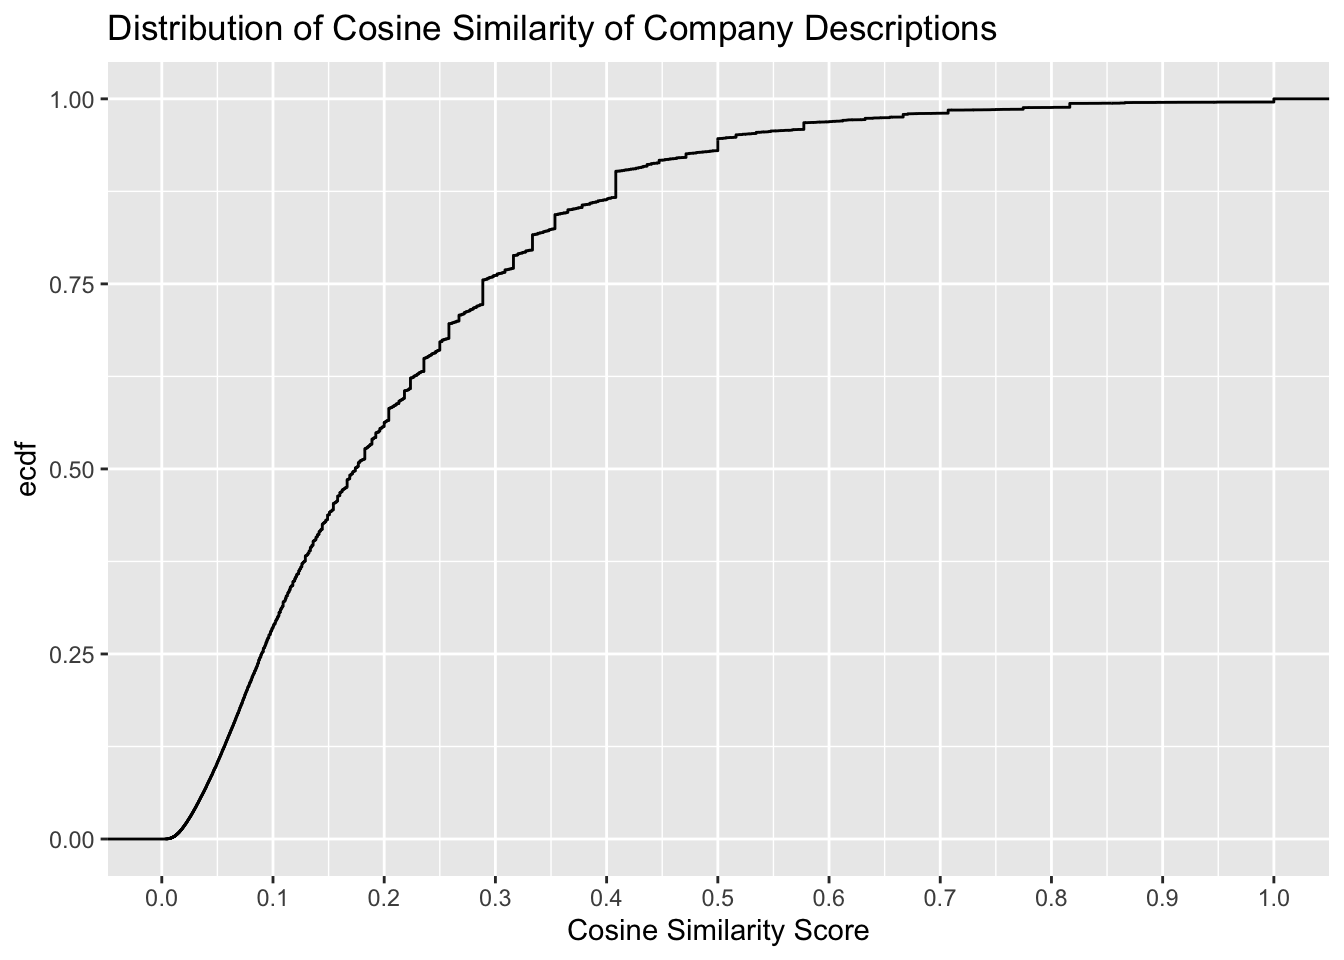 Distribution of Cosine Similarity of Company Descriptions
1.00
0.75
0.50
0.25
0.00
ecdf
0.0 0.1 0.2 0.3 0.4 0.5 0.6 0.7 0.8 0.9 1.0
Cosine Similarity Score